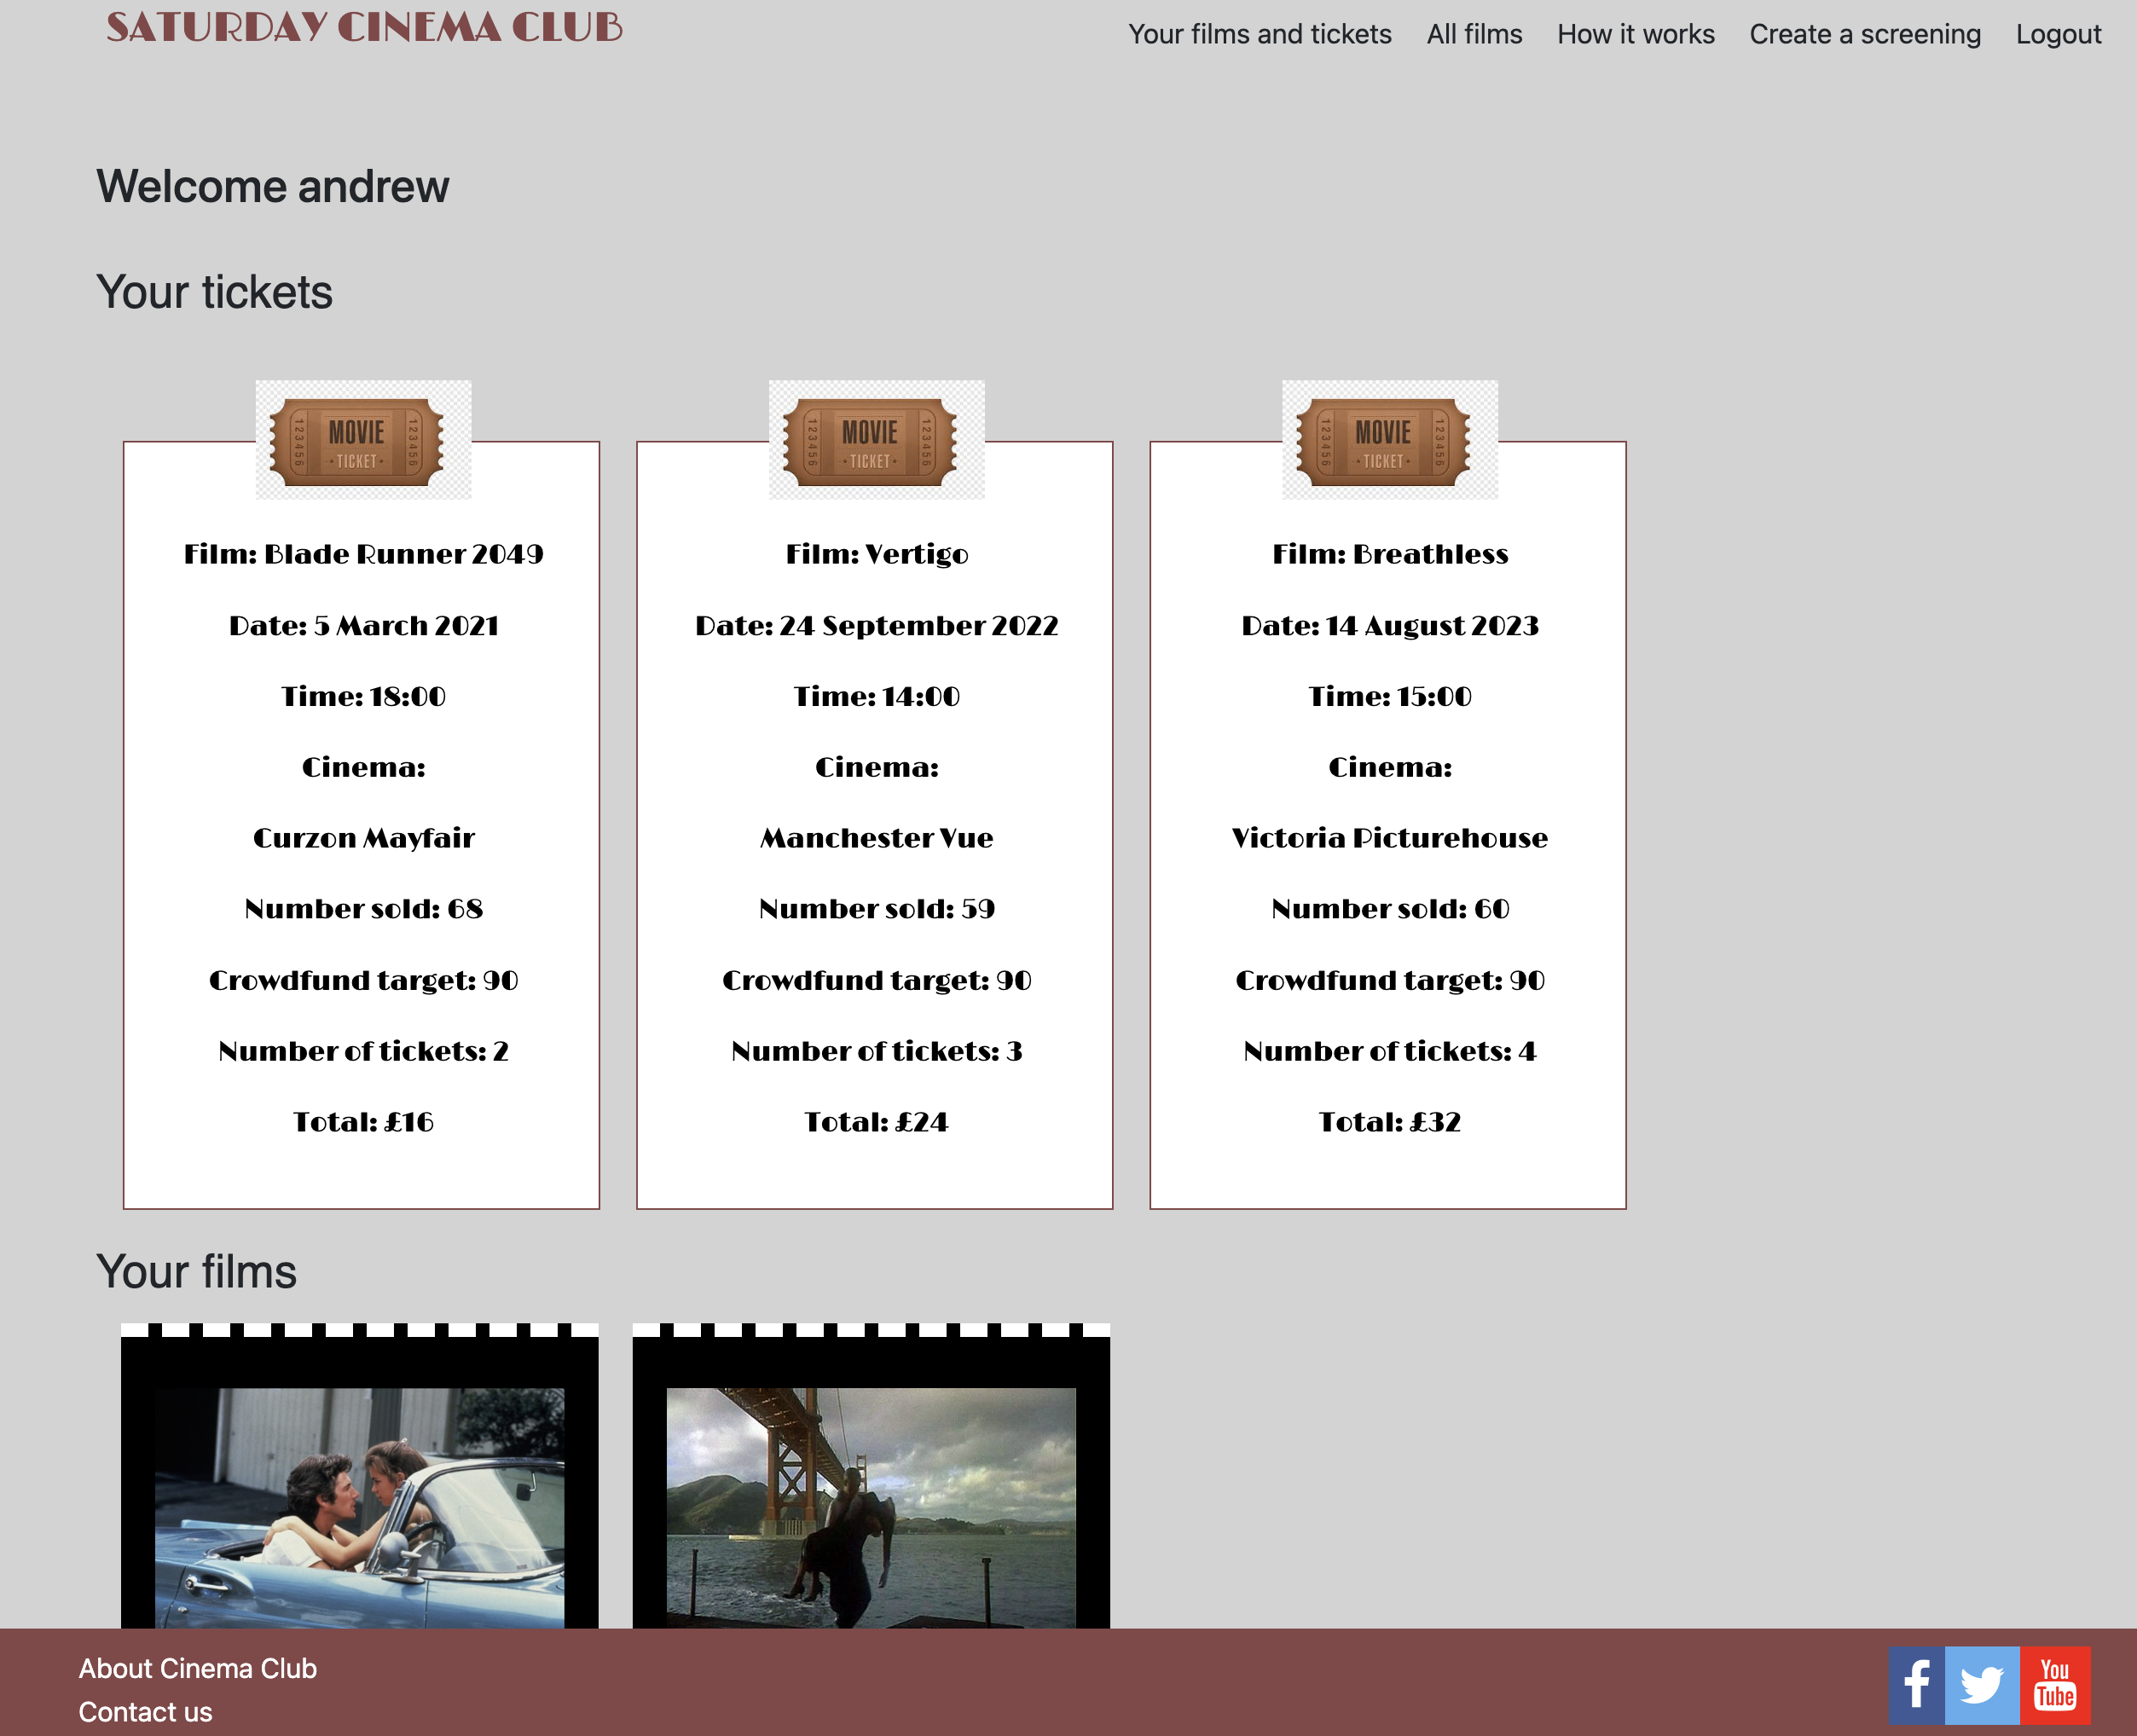 SATURDAY CINEMA CLUB
Your films and tickets All films How it works Create a screening Logout
Welcome andrew
Your tickets
123456 MOVIE TICKET 123456
Film: Blade Runner 2049
Date: 5 March 2021
Time: 18:00
Cinema:
Curzon Mayfair
Number sold: 68
Crowdfund target: 90
Number of tickets: 2
Total: £16
123456 MOVIE TICKET 123456
Film: Vertigo
Date: 24 September 2022
Time: 14:00
Cinema:
Manchester Vue
Number sold: 59
Crowdfund target: 90
Number of tickets: 3
Total: £24
123456 MOVIE TICKET 123456
Film: Breathless
Date: 14 August 2023
Time: 15:00
Cinema:
Victoria Picturehouse
Number sold: 60
Crowdfund target: 90
Number of tickets: 4
Total: £32
Your films
About Cinema Club
Contact us
f
You
Tube